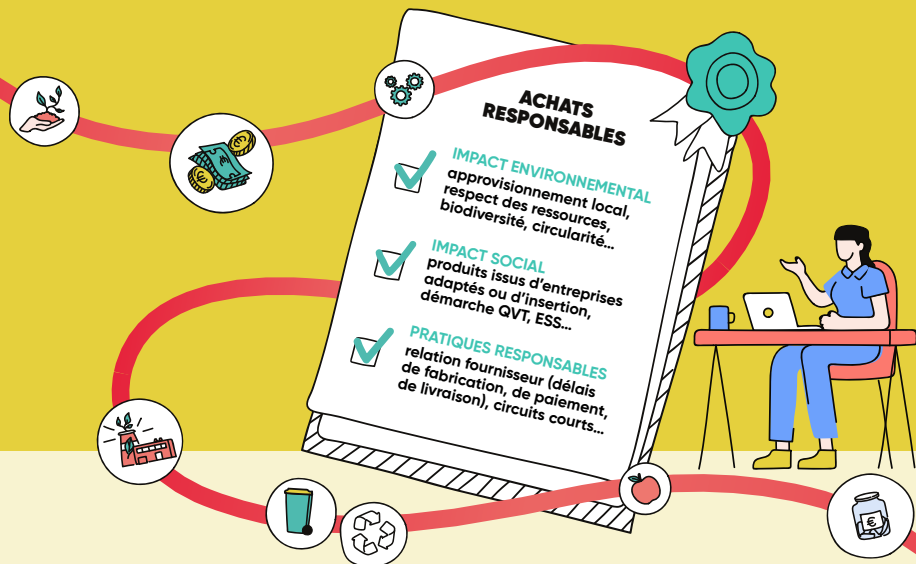 ACHATS
RESPONSABLES
IMPACT ENVIRONNEMENTAL
approvisionnement local,
respect des ressources,
biodiversité, circularité...
IMPACT SOCIAL
produits issus d'entreprises
adaptés ou d'insertion,
démarche QVT, ESS...
PRATIQUES RESPONSABLES
relation fournisseur (délais
de fabrication, de paiement,
de livraison), circuits courts...
€
€
€